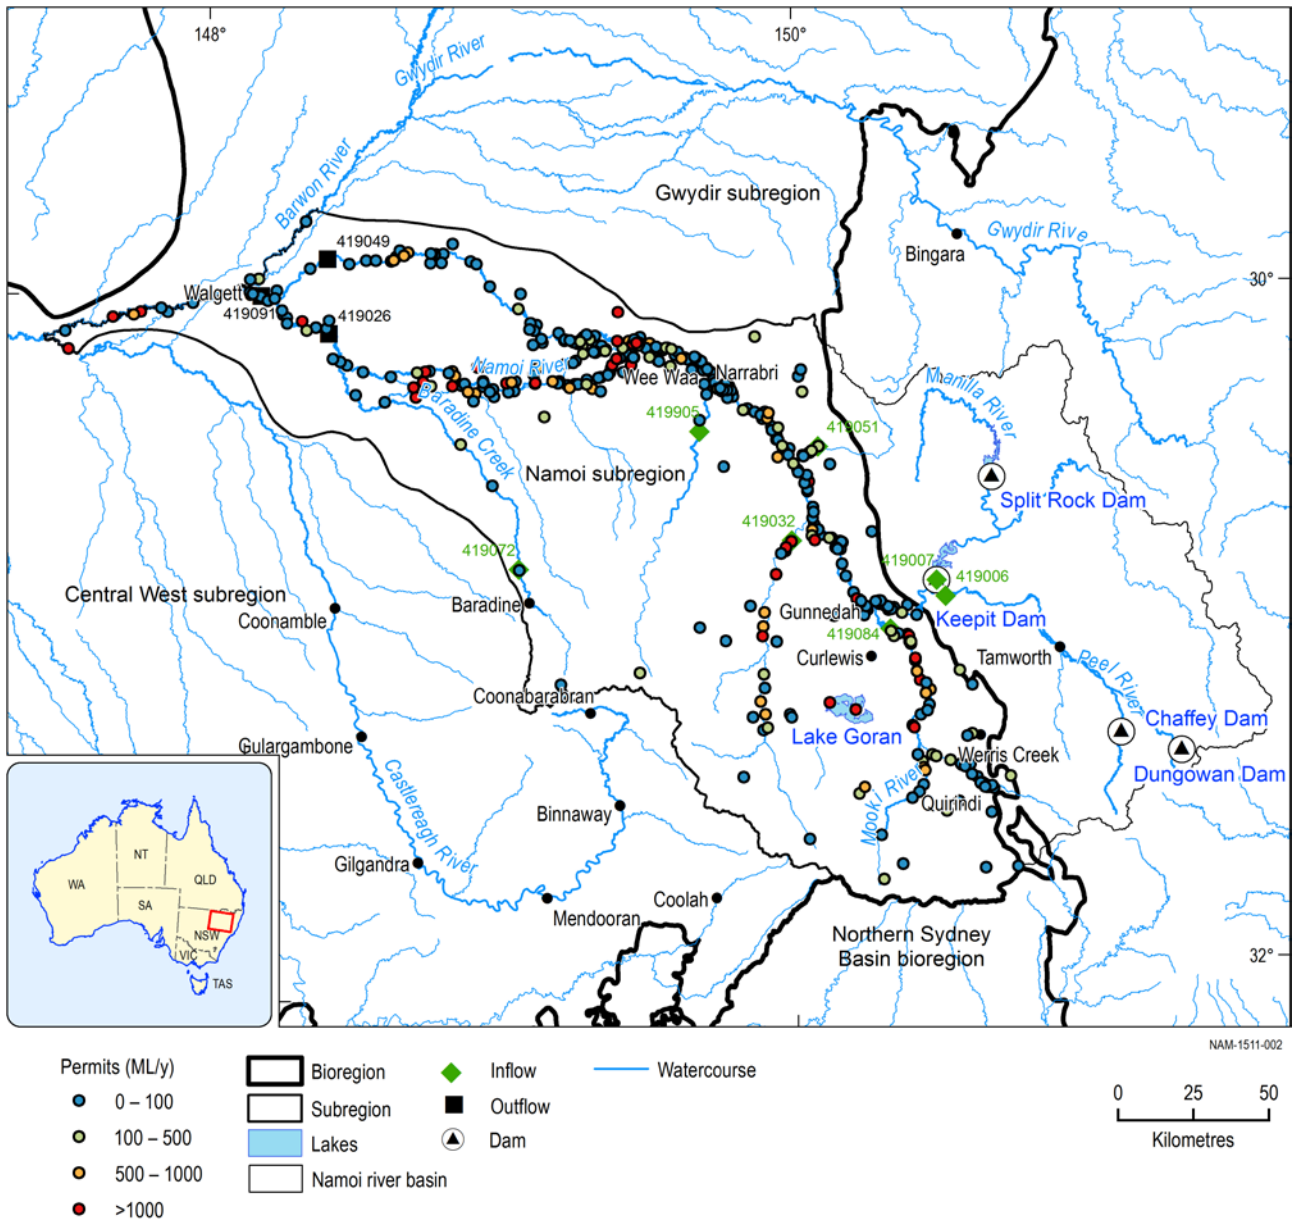 148°
150°
Gwydir River
Barwon River
Gwydir subregion
Gwydir Rive
Bingara
419049
30°
Walgett
419091
419026
Namoi River
Wee Waa
Narrabri
Manilla River
Baradine Creek
419905
419051
Namoi subregion
Split Rock Dam
419032
419072
419007
419006
Central West subregion
Baradine
Coonamble
Gunnedah
Keepit Dam
419084
Curlewis
Tamworth
Peel River
Coonabarabran
Chaffey Dam
Lake Goran
Gulargambone
Werris Creek
Dungowan Dam
Castlereagh River
Mooki River
Quirindi
Binnaway
Gilgandra
Coolah
Mendooran
Northern Sydney
Basin bioregion
32°
NT
QLD
WA
SA
NSW
VIC
TAS
NAM-1511-002
Permits (ML/y)
0 – 100
100 – 500
500 – 1000
>1000
Bioregion
Subregion
Lakes
Namoi river basin
Inflow
Outflow
Dam
Watercourse
0 25 50
Kilometres